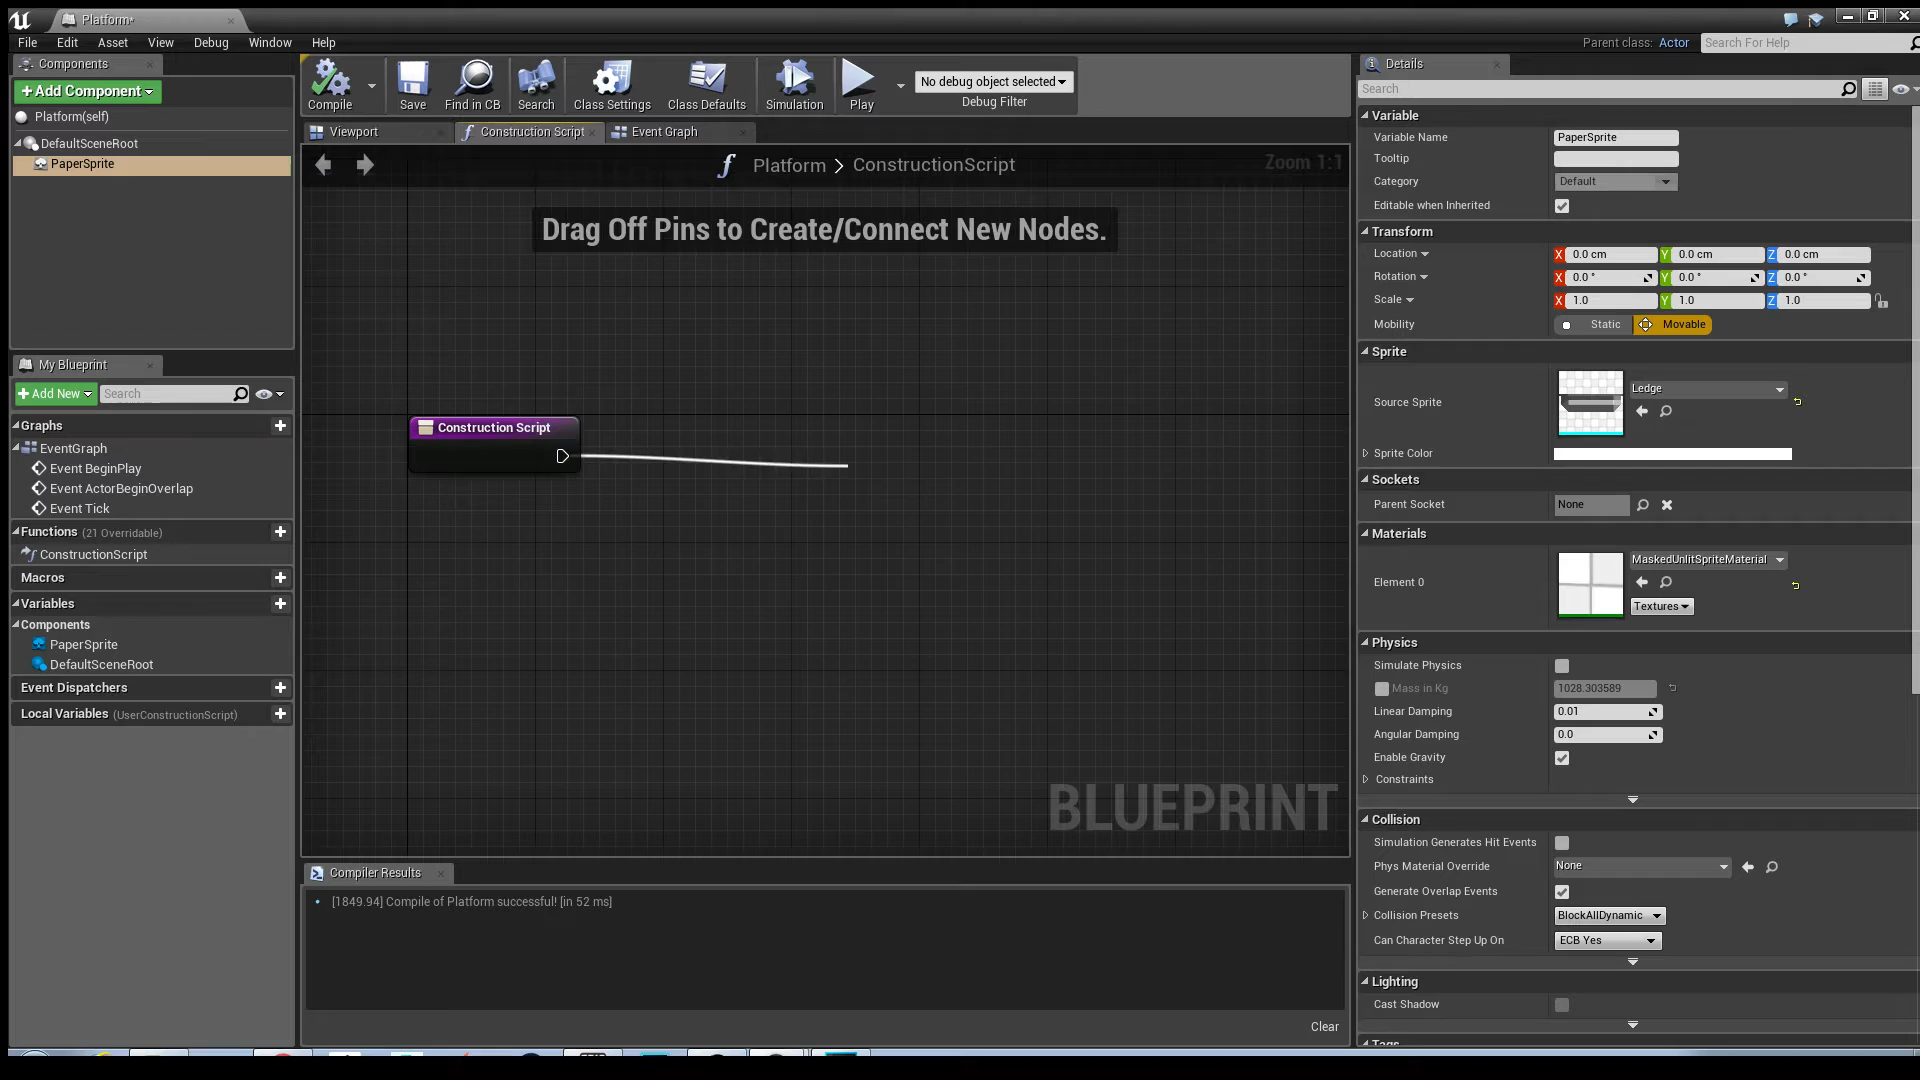 Platform*
File Edit Asset View Debug Window Help
Parent class: Actor Search For Help
Components
+Add Component
Platform(self)
DefaultSceneRoot
PaperSprite
Compile Save Find in CB Search Class Settings Class Defaults Simulation Play
No debug object selected
Debug Filter
Viewport Construction Script Event Graph
Platform > ConstructionScript
Zoom 1:1
Drag Off Pins to Create/Connect New Nodes.
Construction Script
BLUEPRINT
My Blueprint
+Add New Search
Graphs
EventGraph
Event BeginPlay
Event ActorBeginOverlap
Event Tick
Functions (21 Overridable)
ConstructionScript
Macros
Variables
Components
PaperSprite
DefaultSceneRoot
Event Dispatchers
Local Variables (UserConstructionScript)
Compiler Results
[1849.94] Compile of Platform successful! [in 52 ms]
Clear
Details
Search
Variable
Variable Name PaperSprite
Tooltip
Category Default
Editable when Inherited
Transform
Location X 0.0 cm Y 0.0 cm Z 0.0 cm
Rotation X 0.0 ° Y 0.0 ° Z 0.0 °
Scale X 1.0 Y 1.0 Z 1.0
Mobility Static Movable
Sprite
Source Sprite Ledge
Sprite Color
Sockets
Parent Socket None
Materials
Element 0 MaskedUnlitSpriteMaterial
Textures
Physics
Simulate Physics
Mass in Kg 1028.303589
Linear Damping 0.01
Angular Damping 0.0
Enable Gravity
Constraints
Collision
Simulation Generates Hit Events
Phys Material Override None
Generate Overlap Events
Collision Presets BlockAllDynamic
Can Character Step Up On ECB Yes
Lighting
Cast Shadow
Tags